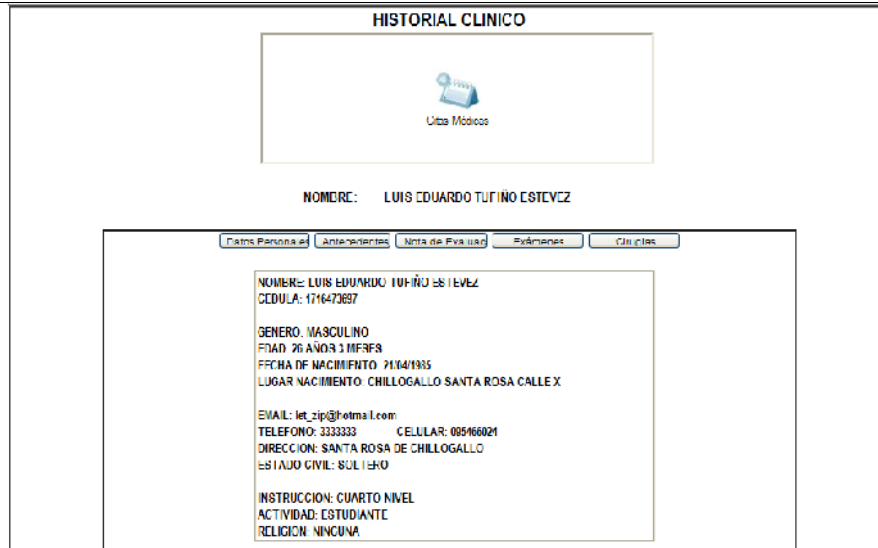 HISTORIAL CLINICO
Citas Médicas
NOMBRE: LUIS EDUARDO TUFIÑO ESTEVEZ
Datos Personales Antecedentes Nota de Evaluac Exámenes Cirugías
NOMBRE: LUIS EDUARDO TUFIÑO ESTEVEZ
CEDULA: 1716473697
GENERO: MASCULINO
EDAD: 26 AÑOS 3 MESES
FECHA DE NACIMIENTO: 21/04/1985
LUGAR NACIMIENTO: CHILLOGALLO SANTA ROSA CALLE X
EMAIL: let_zip@hotmail.com
TELEFONO: 3333333 CELULAR: 095466024
DIRECCION: SANTA ROSA DE CHILLOGALLO
ESTADO CIVIL: SOLTERO
INSTRUCCION: CUARTO NIVEL
ACTIVIDAD: ESTUDIANTE
RELIGION: NINGUNA